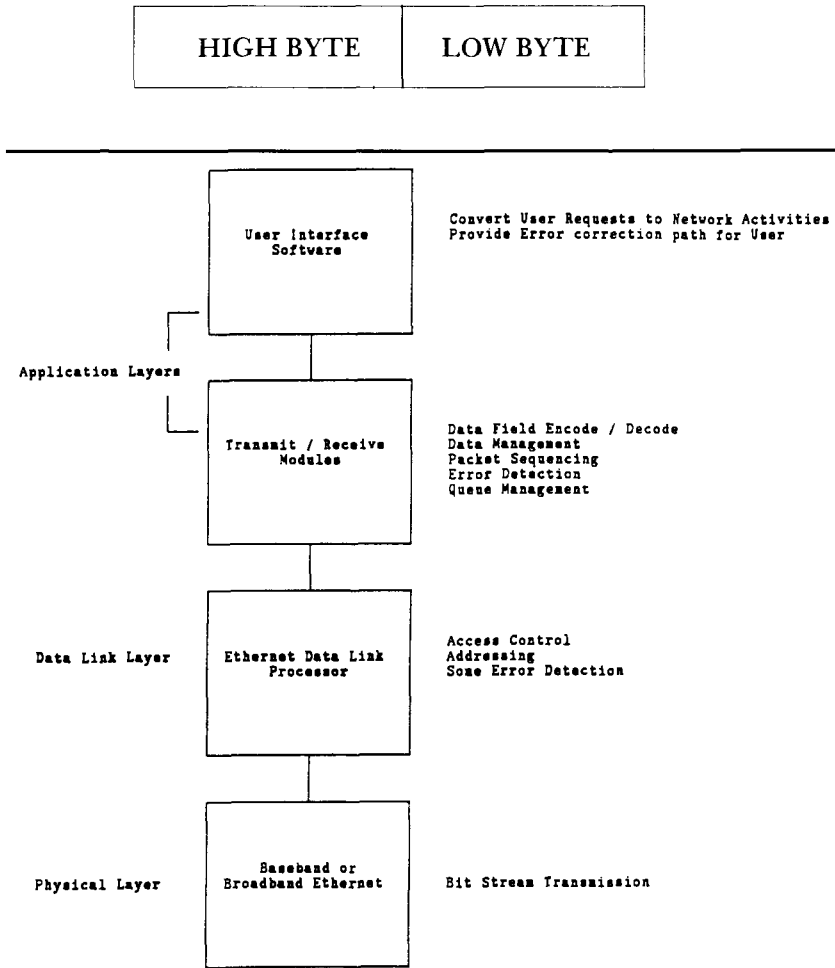 HIGH BYTE LOW BYTE
User Interface
Software
Convert User Requests to Network Activities
Provide Error correction path for User
Application Layers
Transmit / Receive
Modules
Data Field Encode / Decode
Data Management
Packet Sequencing
Error Detection
Queue Management
Data Link Layer
Ethernet Data Link
Processor
Access Control
Addressing
Some Error Detection
Physical Layer
Baseband or
Broadband Ethernet
Bit Stream Transmission